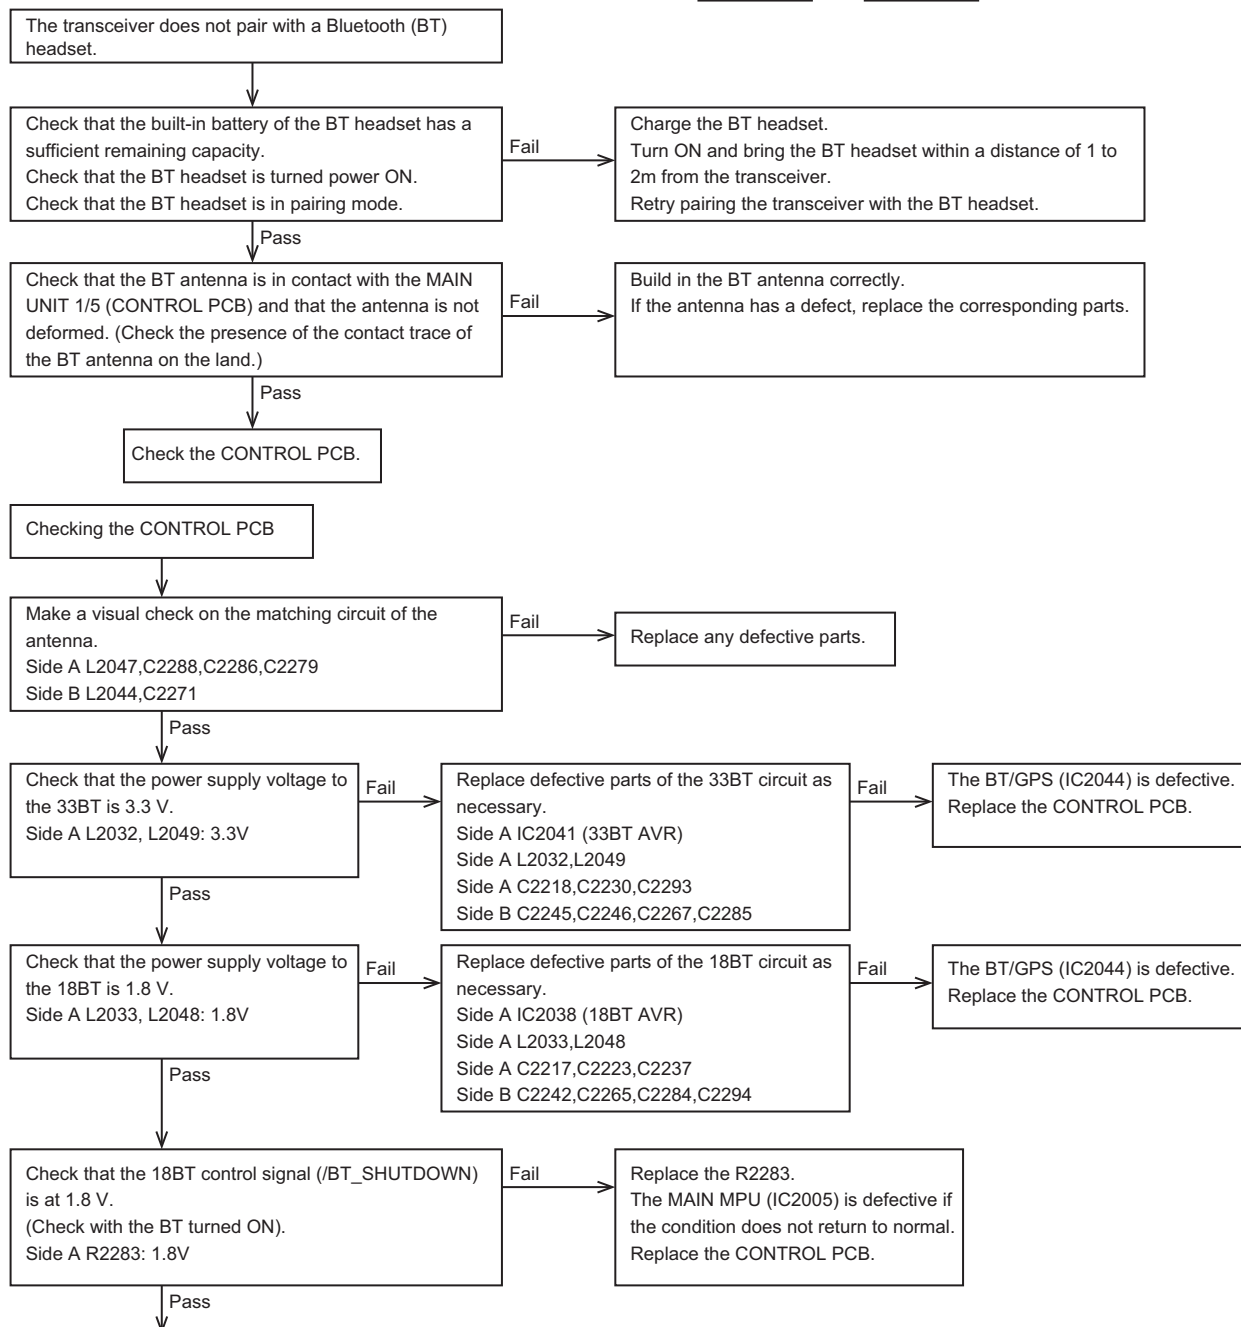 The transceiver does not pair with a Bluetooth (BT)
headset.
Check that the built-in battery of the BT headset has a
sufficient remaining capacity.
Check that the BT headset is turned power ON.
Check that the BT headset is in pairing mode.
Fail
Charge the BT headset.
Turn ON and bring the BT headset within a distance of 1 to
2m from the transceiver.
Retry pairing the transceiver with the BT headset.
Pass
Check that the BT antenna is in contact with the MAIN
UNIT 1/5 (CONTROL PCB) and that the antenna is not
deformed. (Check the presence of the contact trace of
the BT antenna on the land.)
Fail
Build in the BT antenna correctly.
If the antenna has a defect, replace the corresponding parts.
Pass
Check the CONTROL PCB.
Checking the CONTROL PCB
Make a visual check on the matching circuit of the
antenna.
Side A L2047,C2288,C2286,C2279
Side B L2044,C2271
Fail
Replace any defective parts.
Pass
Check that the power supply voltage to
the 33BT is 3.3 V.
Side A L2032, L2049: 3.3V
Fail
Replace defective parts of the 33BT circuit as
necessary.
Side A IC2041 (33BT AVR)
Side A L2032,L2049
Side A C2218,C2230,C2293
Side B C2245,C2246,C2267,C2285
Fail
The BT/GPS (IC2044) is defective.
Replace the CONTROL PCB.
Pass
Check that the power supply voltage to
the 18BT is 1.8 V.
Side A L2033, L2048: 1.8V
Fail
Replace defective parts of the 18BT circuit as
necessary.
Side A IC2038 (18BT AVR)
Side A L2033,L2048
Side A C2217,C2223,C2237
Side B C2242,C2265,C2284,C2294
Fail
The BT/GPS (IC2044) is defective.
Replace the CONTROL PCB.
Pass
Check that the 18BT control signal (/BT_SHUTDOWN)
is at 1.8 V.
(Check with the BT turned ON).
Side A R2283: 1.8V
Fail
Replace the R2283.
The MAIN MPU (IC2005) is defective if
the condition does not return to normal.
Replace the CONTROL PCB.
Pass